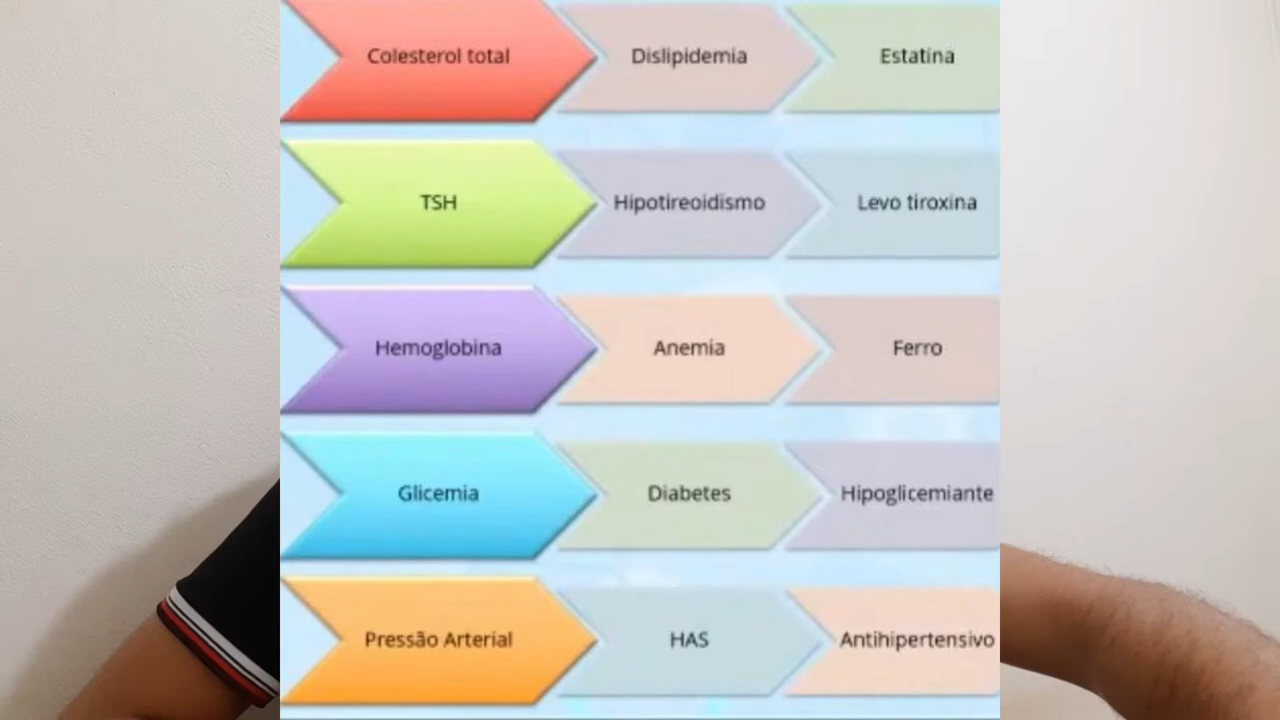 Colesterol total Dislipidemia Estatina
TSH Hipotireoidismo Levo tiroxina
Hemoglobina Anemia Ferro
Glicemia Diabetes Hipoglicemiante
Pressão Arterial HAS Antihipertensivo